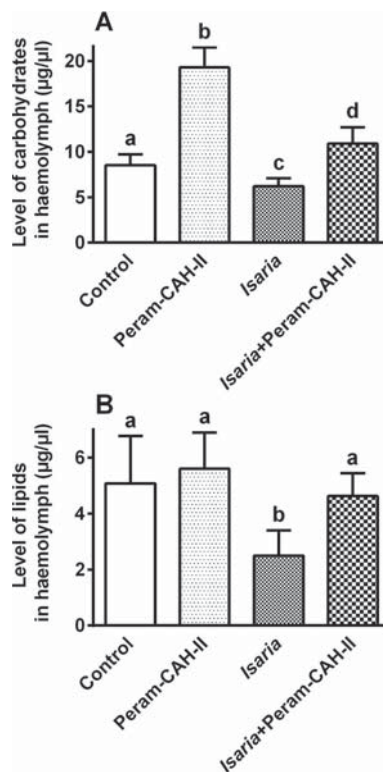 A
Level of carbohydrates
in haemolymph (µg/µl)
20
15
10
5
0
a
b
c
d
Control
Peram-CAH-II
Isaria
Isaria+Peram-CAH-II
B
Level of lipids
in haemolymph (µg/µl)
6
4
2
0
a
a
b
a
Control
Peram-CAH-II
Isaria
Isaria+Peram-CAH-II